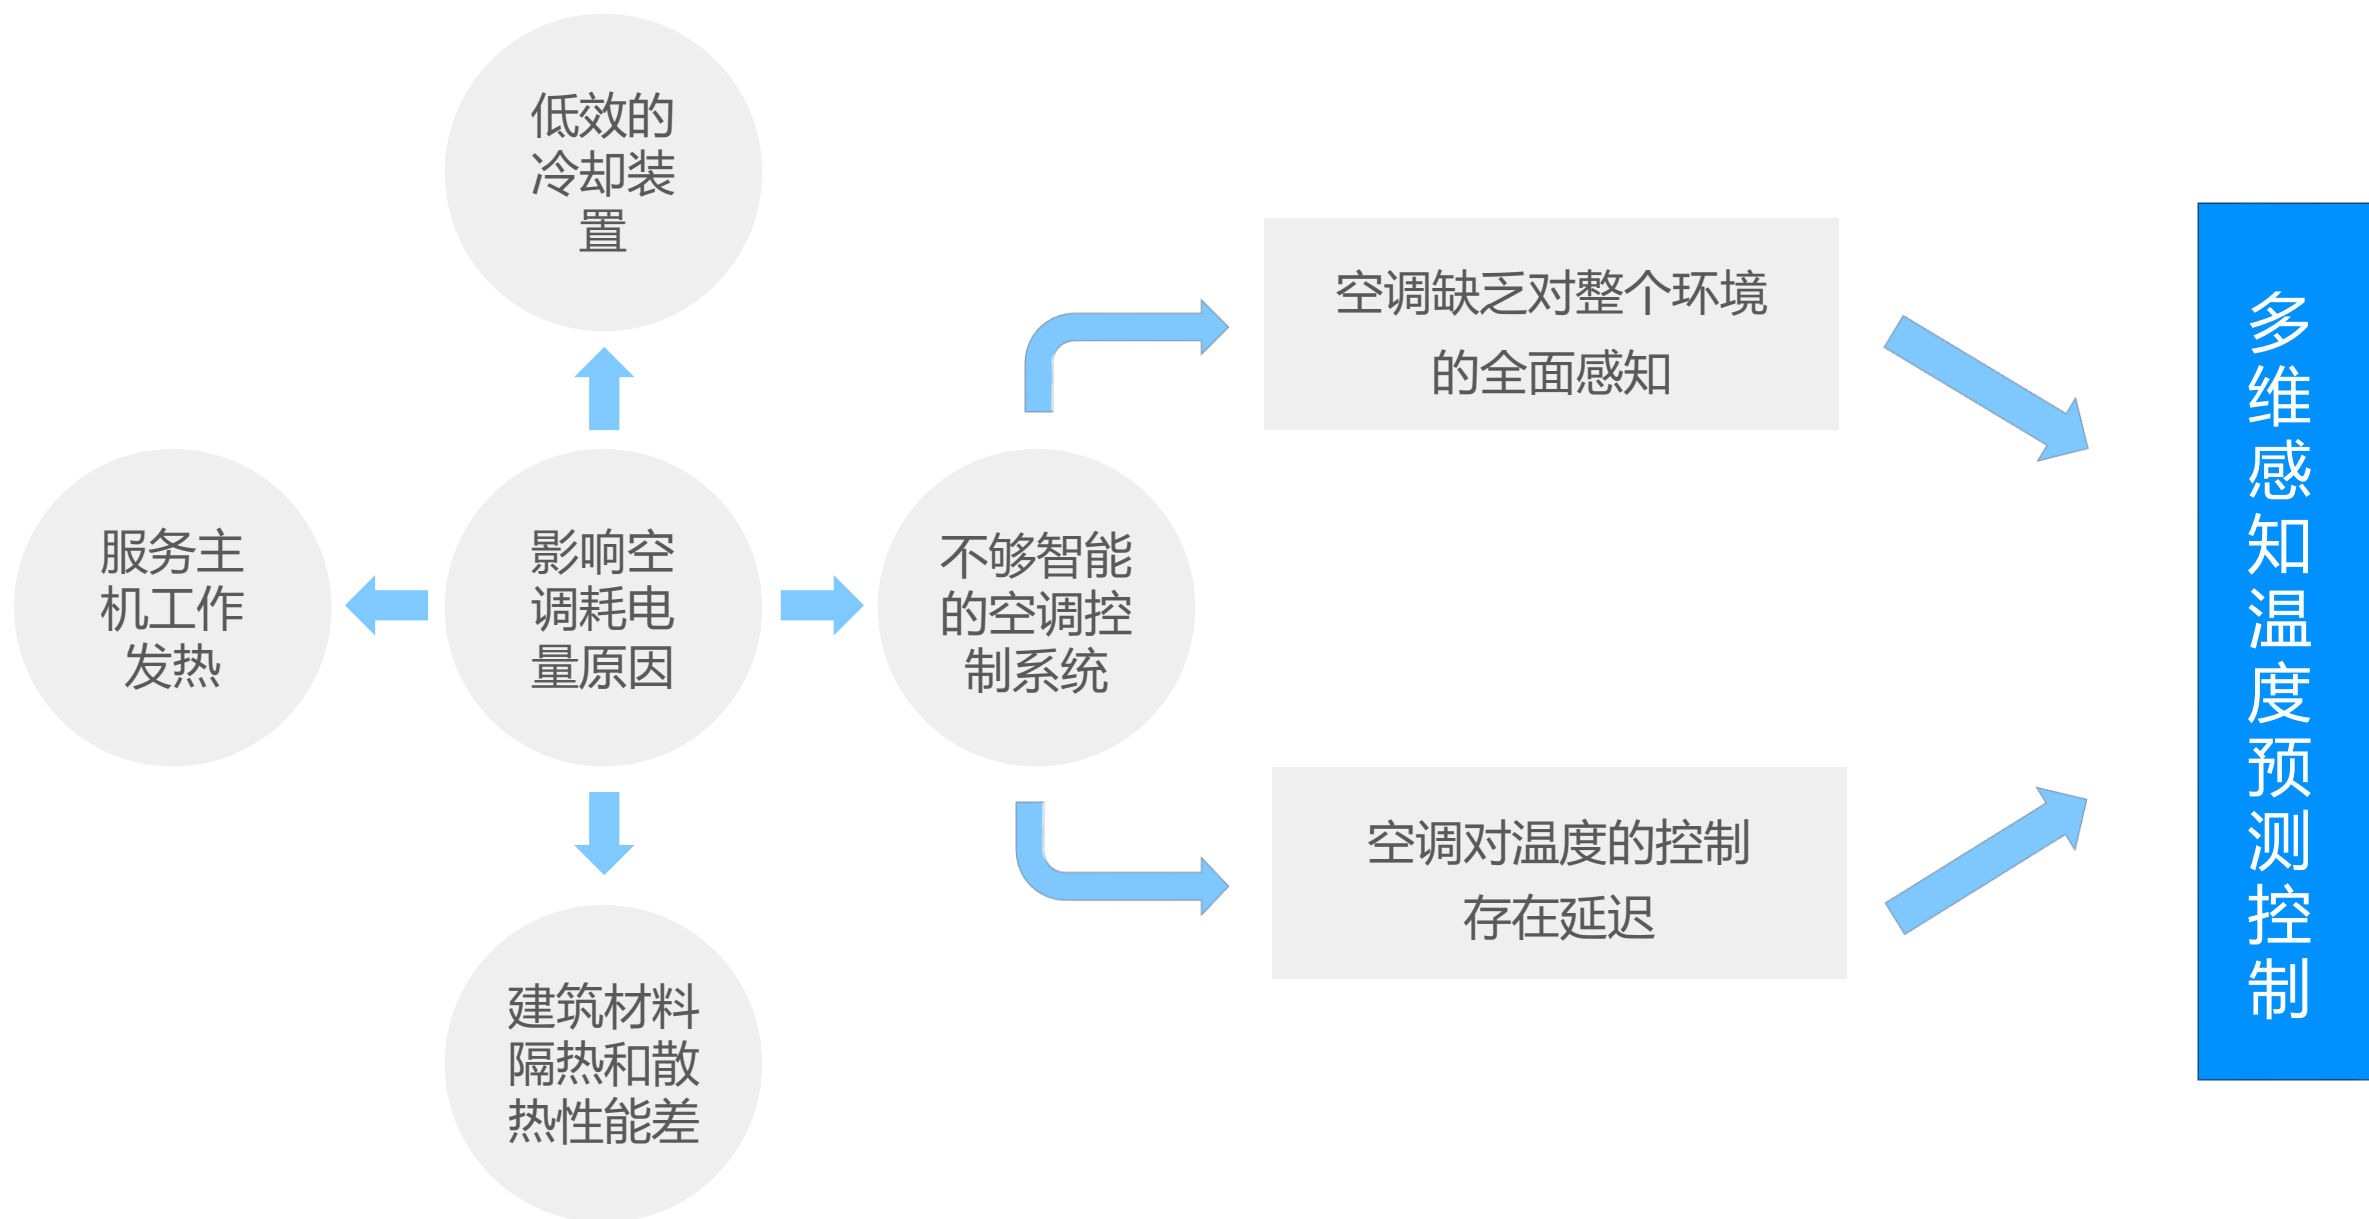 低效的
冷却装
置
服务主
机工作
发热
影响空
调耗电
量原因
不够智能
的空调控
制系统
建筑材料
隔热和散
热性能差
空调缺乏对整个环境
的全面感知
空调对温度的控制
存在延迟
多维感知温度预测控制